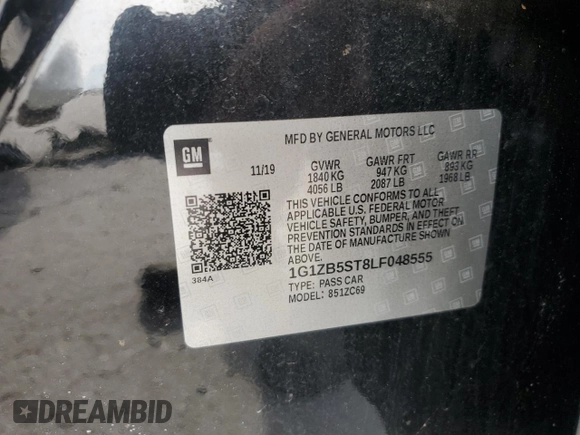 MFD BY GENERAL MOTORS LLC
GM
11/19
GVWR GAWR FRT GAWR RR
1840 KG 947 KG 893 KG
4056 LB 2087 LB 1968 LB
THIS VEHICLE CONFORMS TO ALL
APPLICABLE U.S. FEDERAL MOTOR
VEHICLE SAFETY, BUMPER, AND THEFT
PREVENTION STANDARDS IN EFFECT ON
THE DATE OF MANUFACTURE SHOWN
ABOVE.
384A
1G1ZB5ST8LF048555
TYPE: PASS CAR
MODEL: 851ZC69
DREAMBID